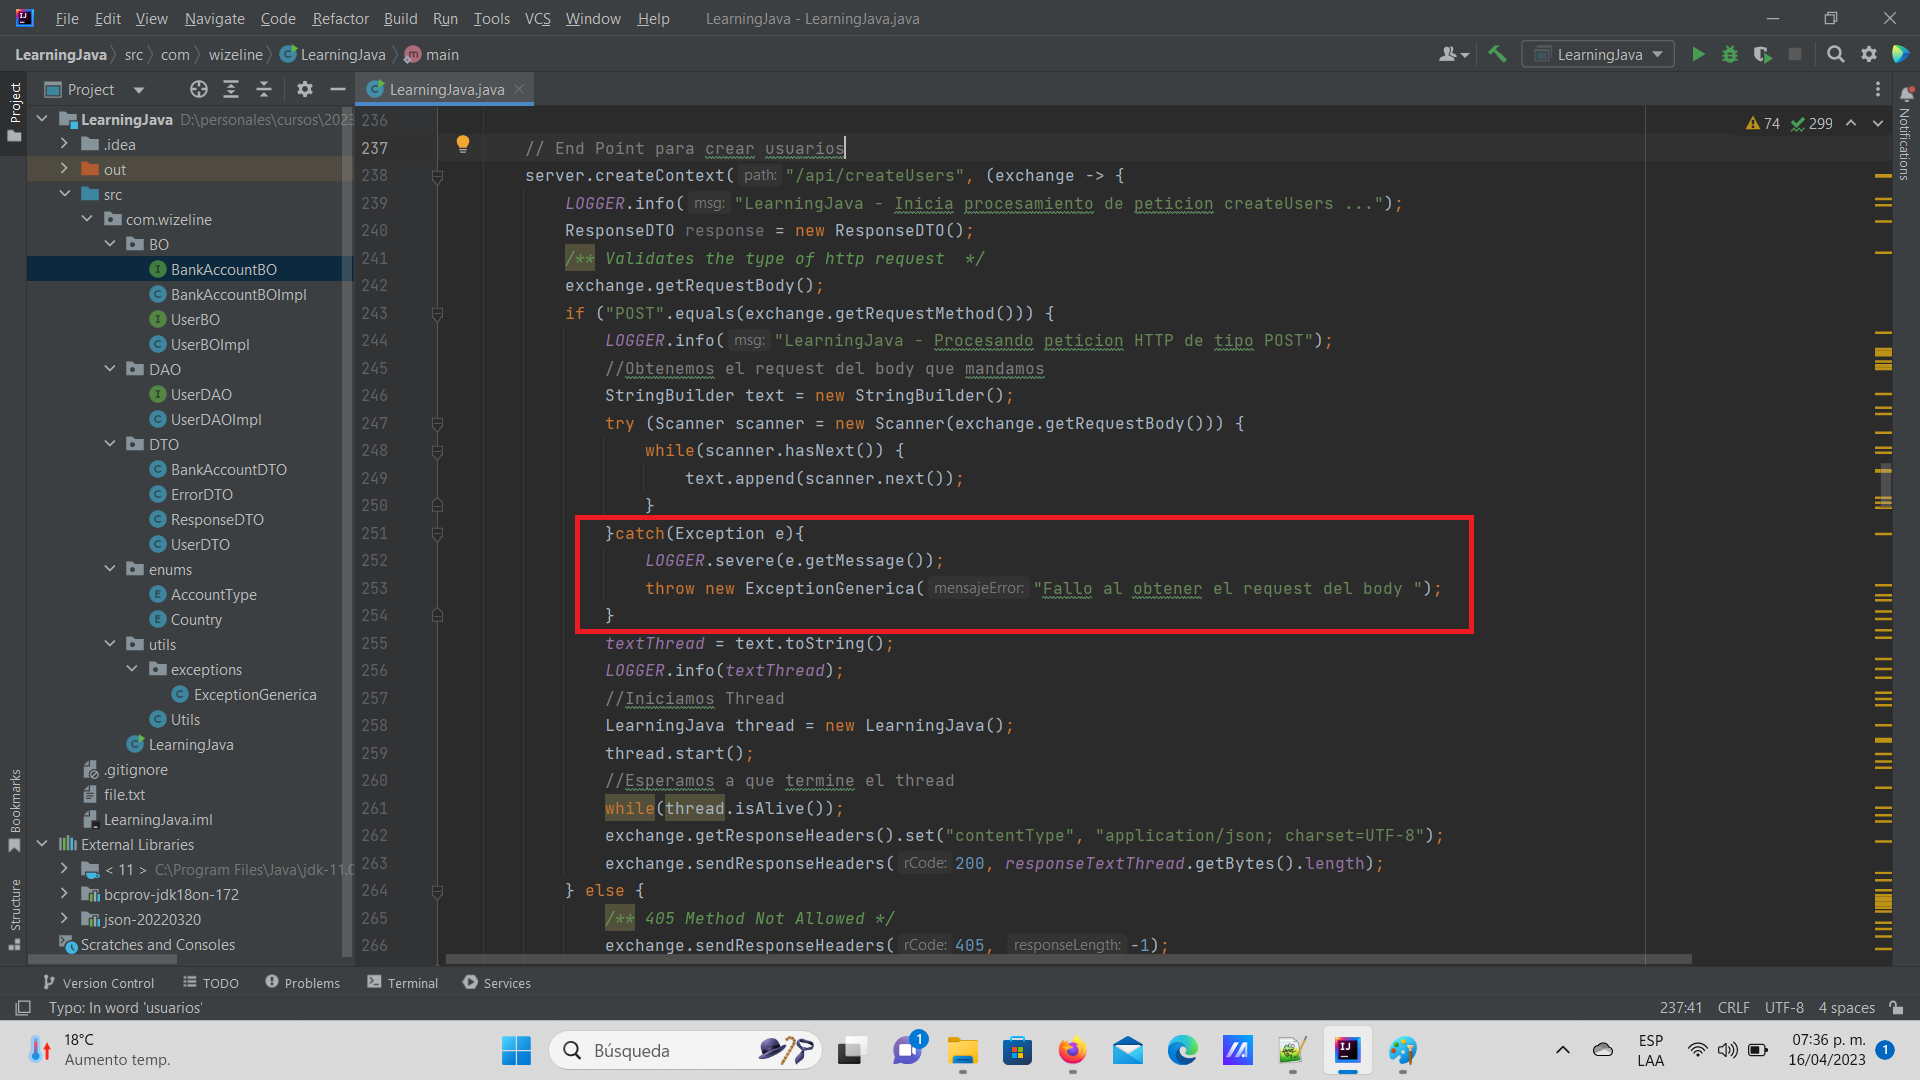 File Edit View Navigate Code Refactor Build Run Tools VCS Window Help LearningJava - LearningJava.java
LearningJava src com wizeline LearningJava main
LearningJava
Project
LearningJava.java
Project
LearningJava D:\personales\cursos\2023
.idea
out
src
com.wizeline
BO
BankAccountBO
BankAccountBOImpl
UserBO
UserBOImpl
DAO
UserDAO
UserDAOImpl
DTO
BankAccountDTO
ErrorDTO
ResponseDTO
UserDTO
enums
AccountType
Country
utils
exceptions
ExceptionGenerica
Utils
LearningJava
.gitignore
file.txt
LearningJava.iml
External Libraries
< 11 > C:\Program Files\Java\jdk-11.0
bcprov-jdk18on-172
json-20220320
Scratches and Consoles
Bookmarks
Structure
74 299
Notifications
236
237 // End Point para crear usuarios
238 server.createContext( path: "/api/createUsers", (exchange -> {
239 LOGGER.info( msg: "LearningJava - Inicia procesamiento de peticion createUsers ...");
240 ResponseDTO response = new ResponseDTO();
241 /** Validates the type of http request */
242 exchange.getRequestBody();
243 if ("POST".equals(exchange.getRequestMethod())) {
244 LOGGER.info( msg: "LearningJava - Procesando peticion HTTP de tipo POST");
245 //Obtenemos el request del body que mandamos
246 StringBuilder text = new StringBuilder();
247 try (Scanner scanner = new Scanner(exchange.getRequestBody())) {
248 while(scanner.hasNext()) {
249 text.append(scanner.next());
250 }
251 }catch(Exception e){
252 LOGGER.severe(e.getMessage());
253 throw new ExceptionGenerica( mensajeError: "Fallo al obtener el request del body ");
254 }
255 textThread = text.toString();
256 LOGGER.info(textThread);
257 //Iniciamos Thread
258 LearningJava thread = new LearningJava();
259 thread.start();
260 //Esperamos a que termine el thread
261 while(thread.isAlive());
262 exchange.getResponseHeaders().set("contentType", "application/json; charset=UTF-8");
263 exchange.sendResponseHeaders( rCode: 200, responseTextThread.getBytes().length);
264 } else {
265 /** 405 Method Not Allowed */
266 exchange.sendResponseHeaders( rCode: 405, responseLength: -1);
Version Control TODO Problems Terminal Services
Typo: In word 'usuarios' 237:41 CRLF UTF-8 4 spaces
18°C
Aumento temp.
Búsqueda
1
ESP
LAA
07:36 p. m.
16/04/2023
1